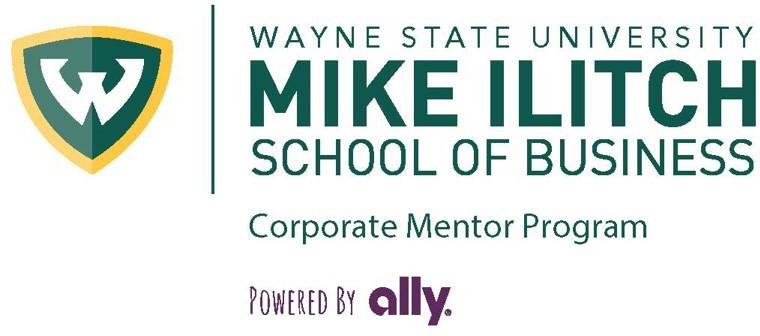 W
WAYNE STATE UNIVERSITY
MIKE ILITCH
SCHOOL OF BUSINESS
Corporate Mentor Program
POWERED BY ally®